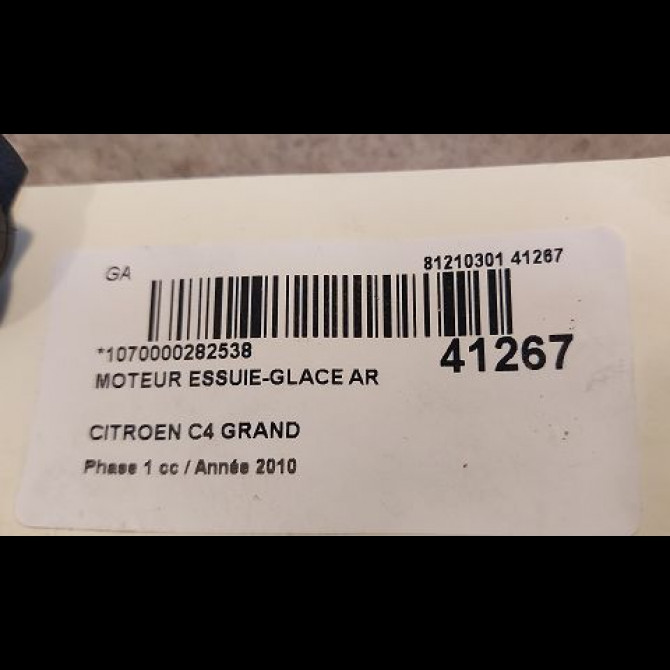 GA
81210301 41267
*1070000282538
41267
MOTEUR ESSUIE-GLACE AR
CITROEN C4 GRAND
Phase 1 cc / Année 2010